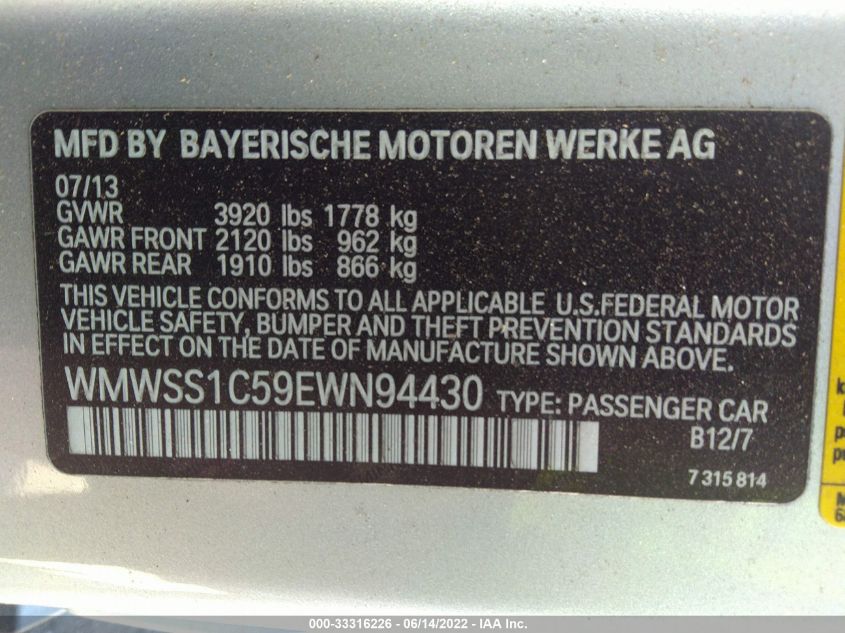 MFD BY BAYERISCHE MOTOREN WERKE AG
07/13
GVWR 3920 lbs 1778 kg
GAWR FRONT 2120 lbs 962 kg
GAWR REAR 1910 lbs 866 kg
THIS VEHICLE CONFORMS TO ALL APPLICABLE U.S.FEDERAL MOTOR
VEHICLE SAFETY, BUMPER AND THEFT PREVENTION STANDARDS
IN EFFECT ON THE DATE OF MANUFACTURE SHOWN ABOVE.
WMWSS1C59EWN94430 TYPE: PASSENGER CAR
B12/7
7 315 814
000-33316226 - 06/14/2022 - IAA Inc.